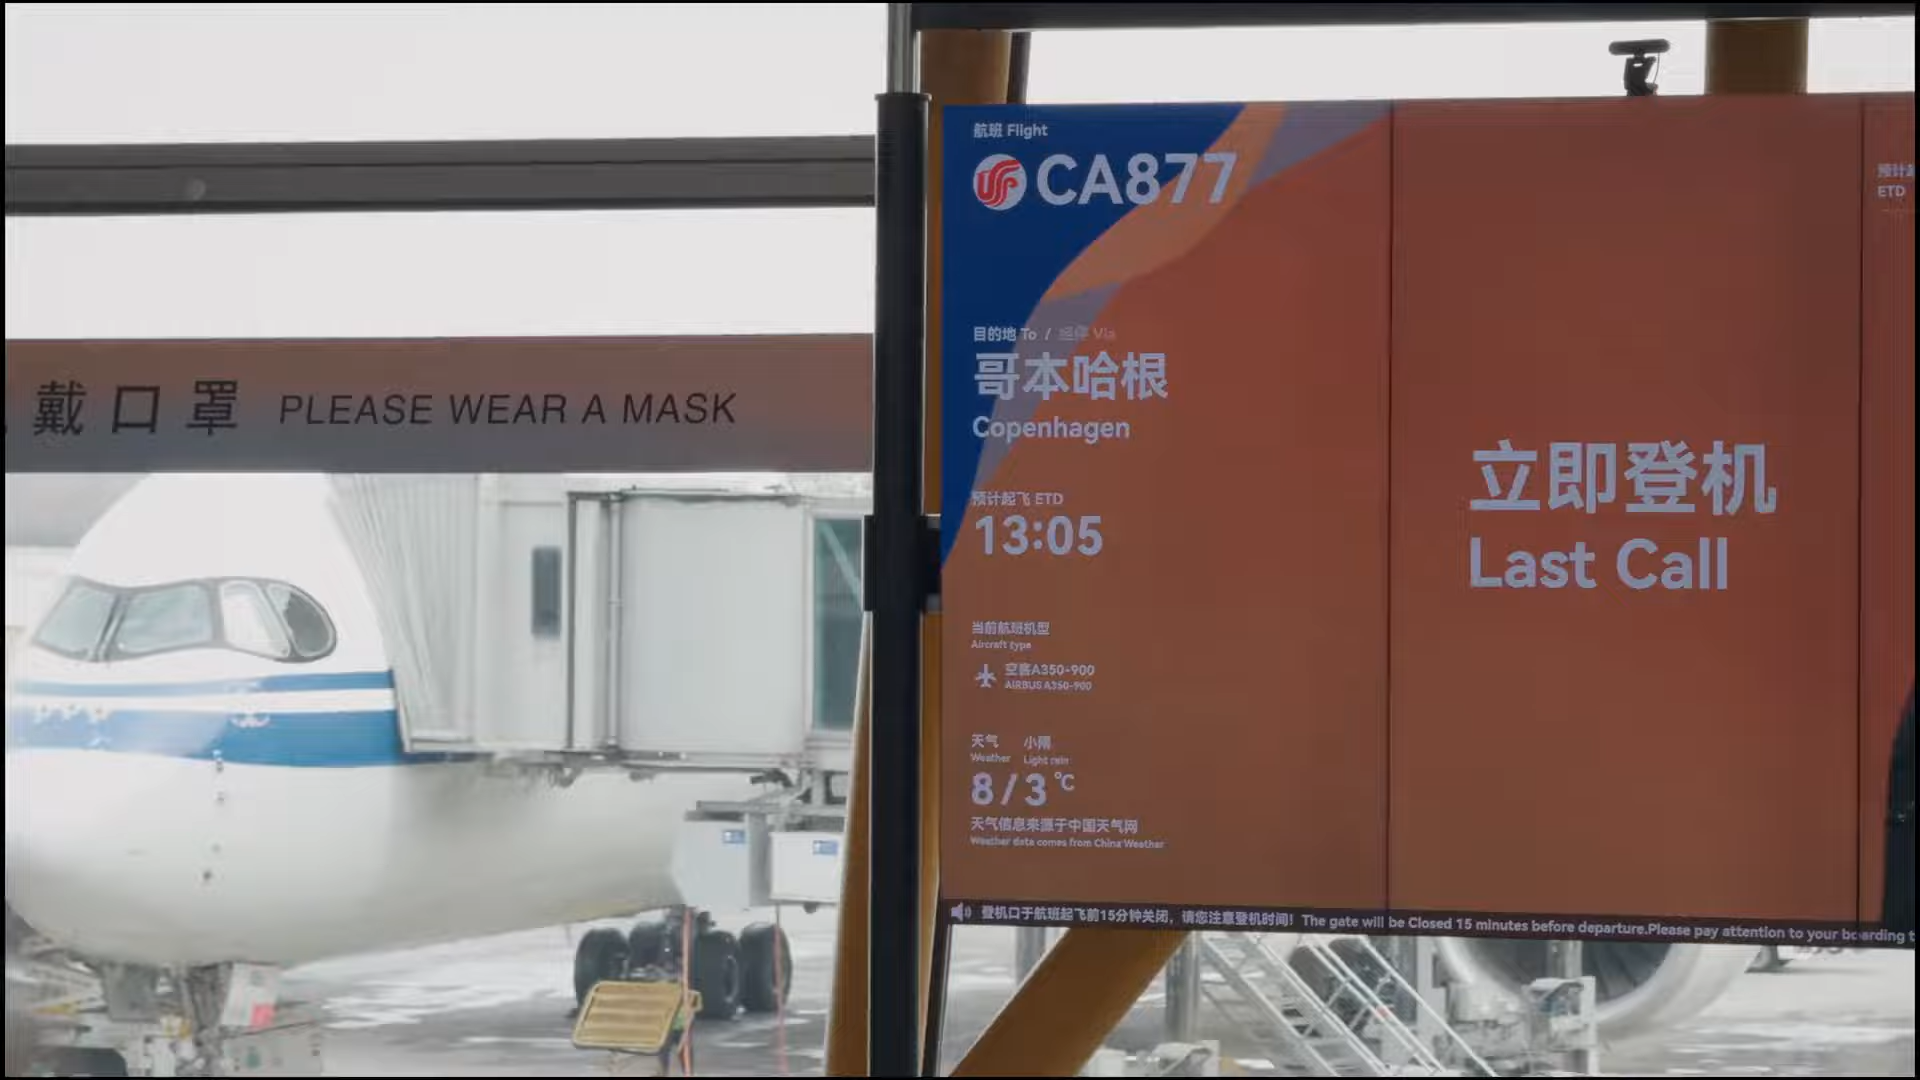 戴口罩 PLEASE WEAR A MASK
航班 Flight
CA877
目的地 To / 经停 Via
哥本哈根
Copenhagen
预计起飞 ETD
13:05
当前航班机型
Aircraft type
空客A350-900
AIRBUS A350-900
天气 小雨
Weather Light rain
8/3℃
天气信息来源于中国天气网
Weather data comes from China Weather
立即登机
Last Call
预计起
ETD
登机口于航班起飞前15分钟关闭，请您注意登机时间！ The gate will be Closed 15 minutes before departure.Please pay attention to your boarding t